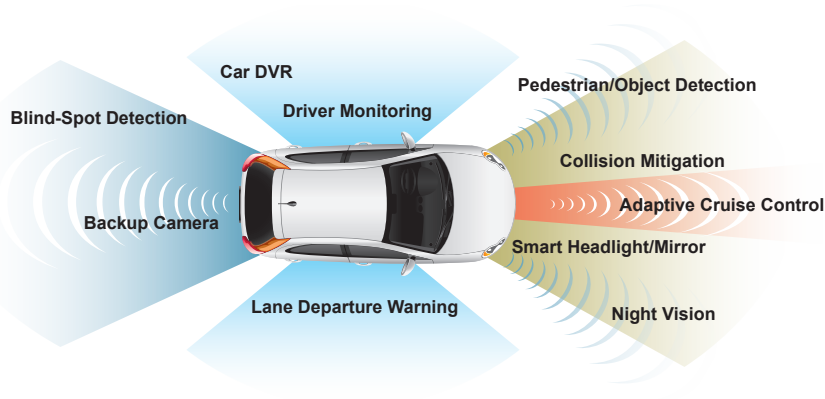 Car DVR
Pedestrian/Object Detection
Driver Monitoring
Blind-Spot Detection
Collision Mitigation
Adaptive Cruise Control
Backup Camera
Smart Headlight/Mirror
Lane Departure Warning
Night Vision